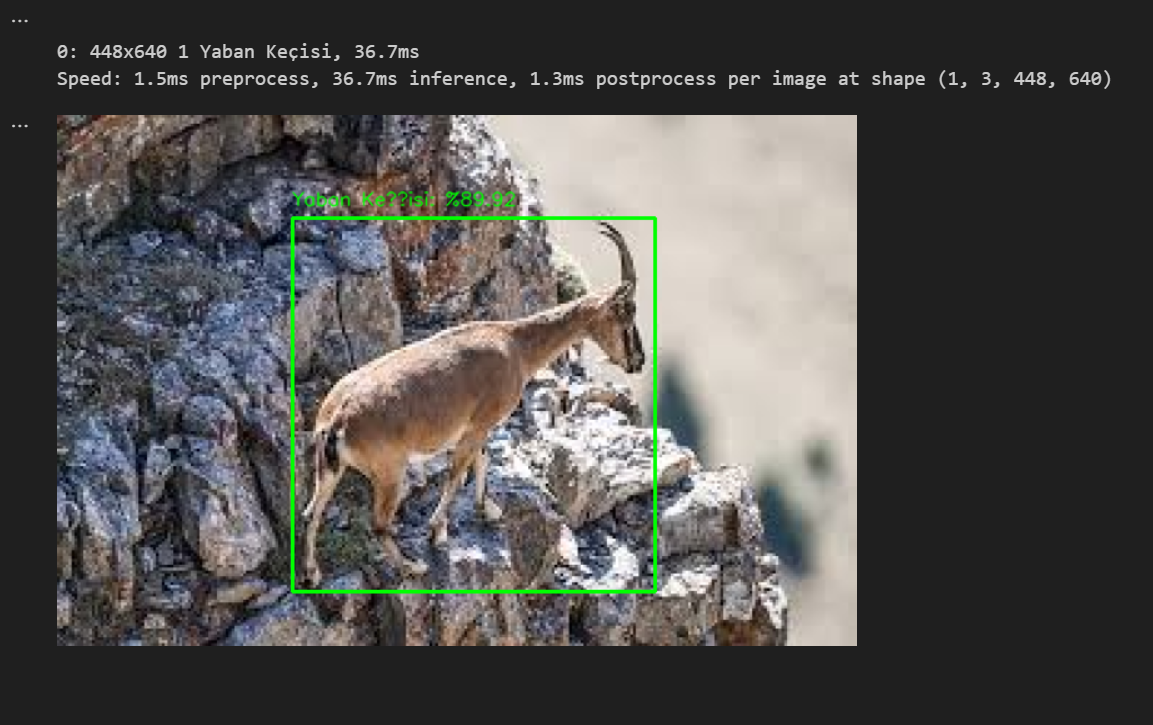 ...
0: 448x640 1 Yaban Keçisi, 36.7ms
Speed: 1.5ms preprocess, 36.7ms inference, 1.3ms postprocess per image at shape (1, 3, 448, 640)
...
Yaban Ke??isi: %89.92